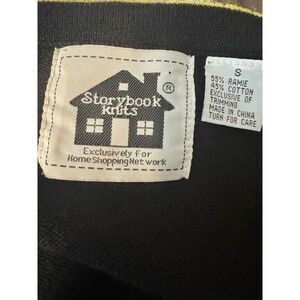 Storybook
Knits
®
Exclusively for
Home Shopping Network
S
55% RAMIE
45% COTTON
EXCLUSIVE OF
TRIMMING
MADE IN CHINA
TURN FOR CARE